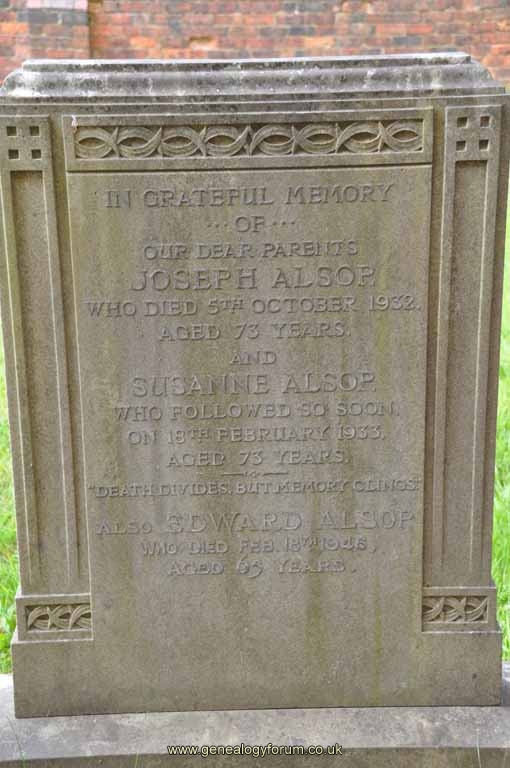 IN GRATEFUL MEMORY
··· OF ···
OUR DEAR PARENTS
JOSEPH ALSOP.
WHO DIED 5TH OCTOBER 1932.
AGED 73 YEARS.
AND
SUSANNE ALSOP.
WHO FOLLOWED SO SOON.
ON 18TH FEBRUARY 1933.
AGED 73 YEARS.
"DEATH DIVIDES, BUT MEMORY CLINGS"
ALSO EDWARD ALSOP
WHO DIED FEB. 18TH
AGED 65 YEARS.
www.genealogyforum.co.uk